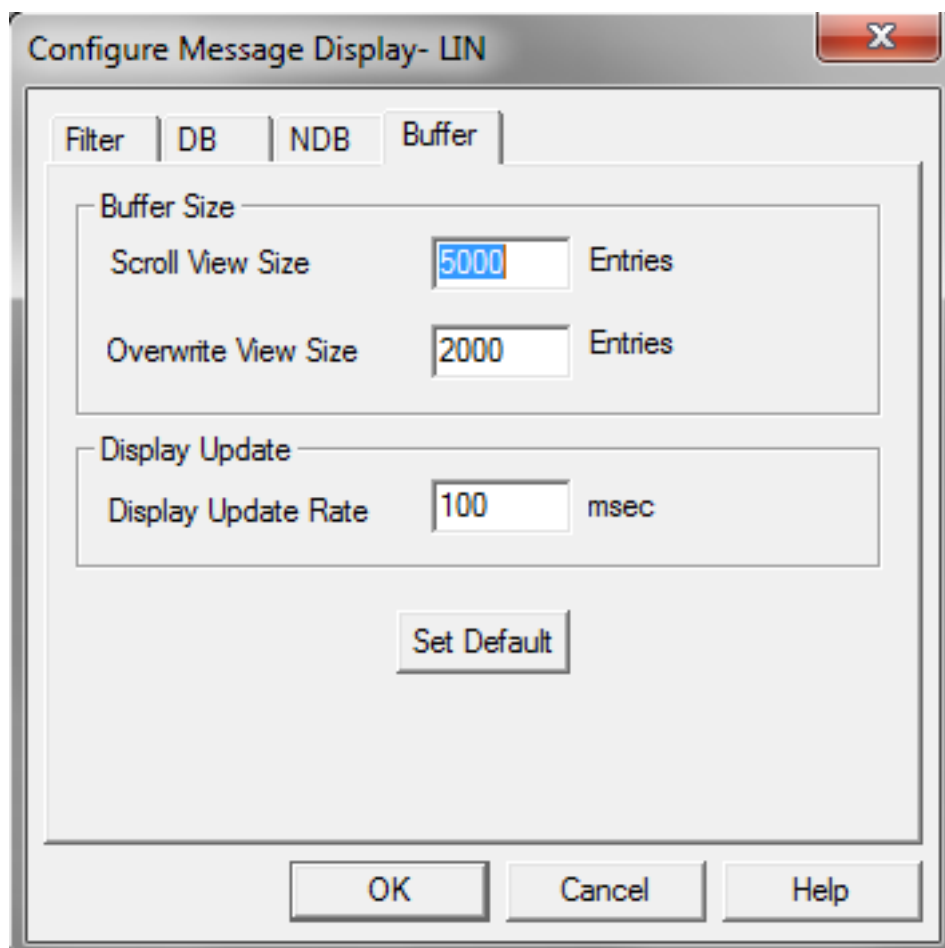 Configure Message Display- LIN
x
Filter DB NDB Buffer
Buffer Size
Scroll View Size 5000 Entries
Overwrite View Size 2000 Entries
Display Update
Display Update Rate 100 msec
Set Default
OK Cancel Help